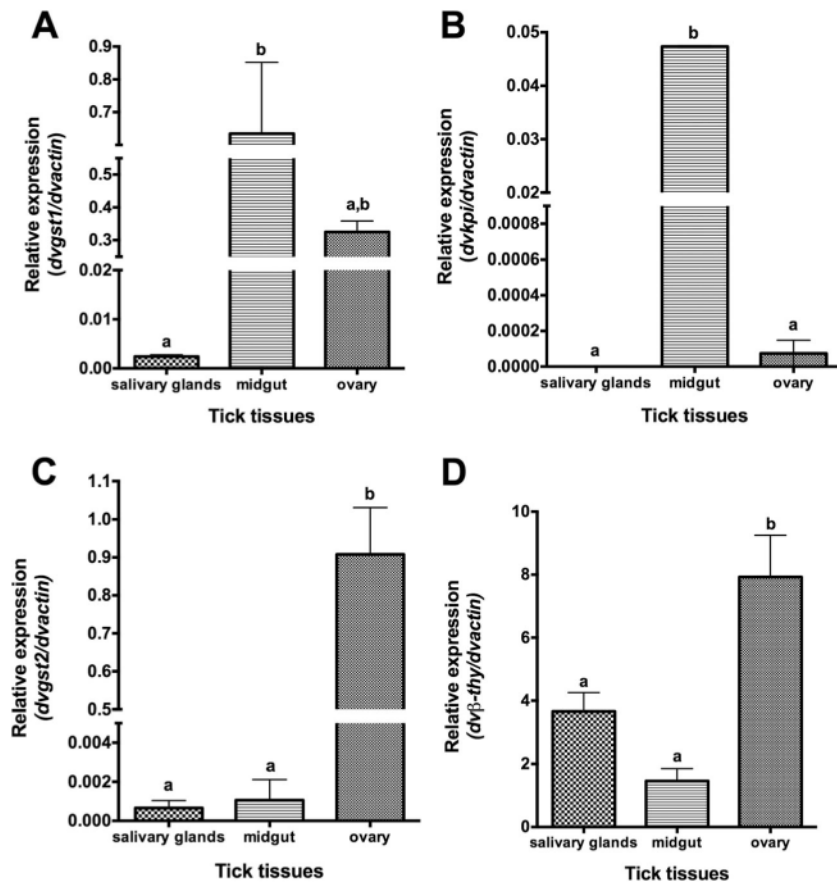 A
Relative expression
(dvgst1/dvactin)
0.9
0.8
0.7
0.5
0.4
0.3
0.02
0.01
0.00
a
b
a,b
salivary glands midgut ovary
Tick tissues
B
Relative expression
(dvkpi/dvactin)
0.05
0.04
0.03
0.02
0.0008
0.0006
0.0004
0.0002
0.0000
a
b
a
salivary glands midgut ovary
Tick tissues
C
Relative expression
(dvgst2/dvactin)
1.1
1.0
0.9
0.8
0.7
0.6
0.5
0.004
0.002
0.000
a
a
b
salivary glands midgut ovary
Tick tissues
D
Relative expression
(dvβ-thy/dvactin)
10
8
6
4
2
0
a
a
b
salivary glands midgut ovary
Tick tissues